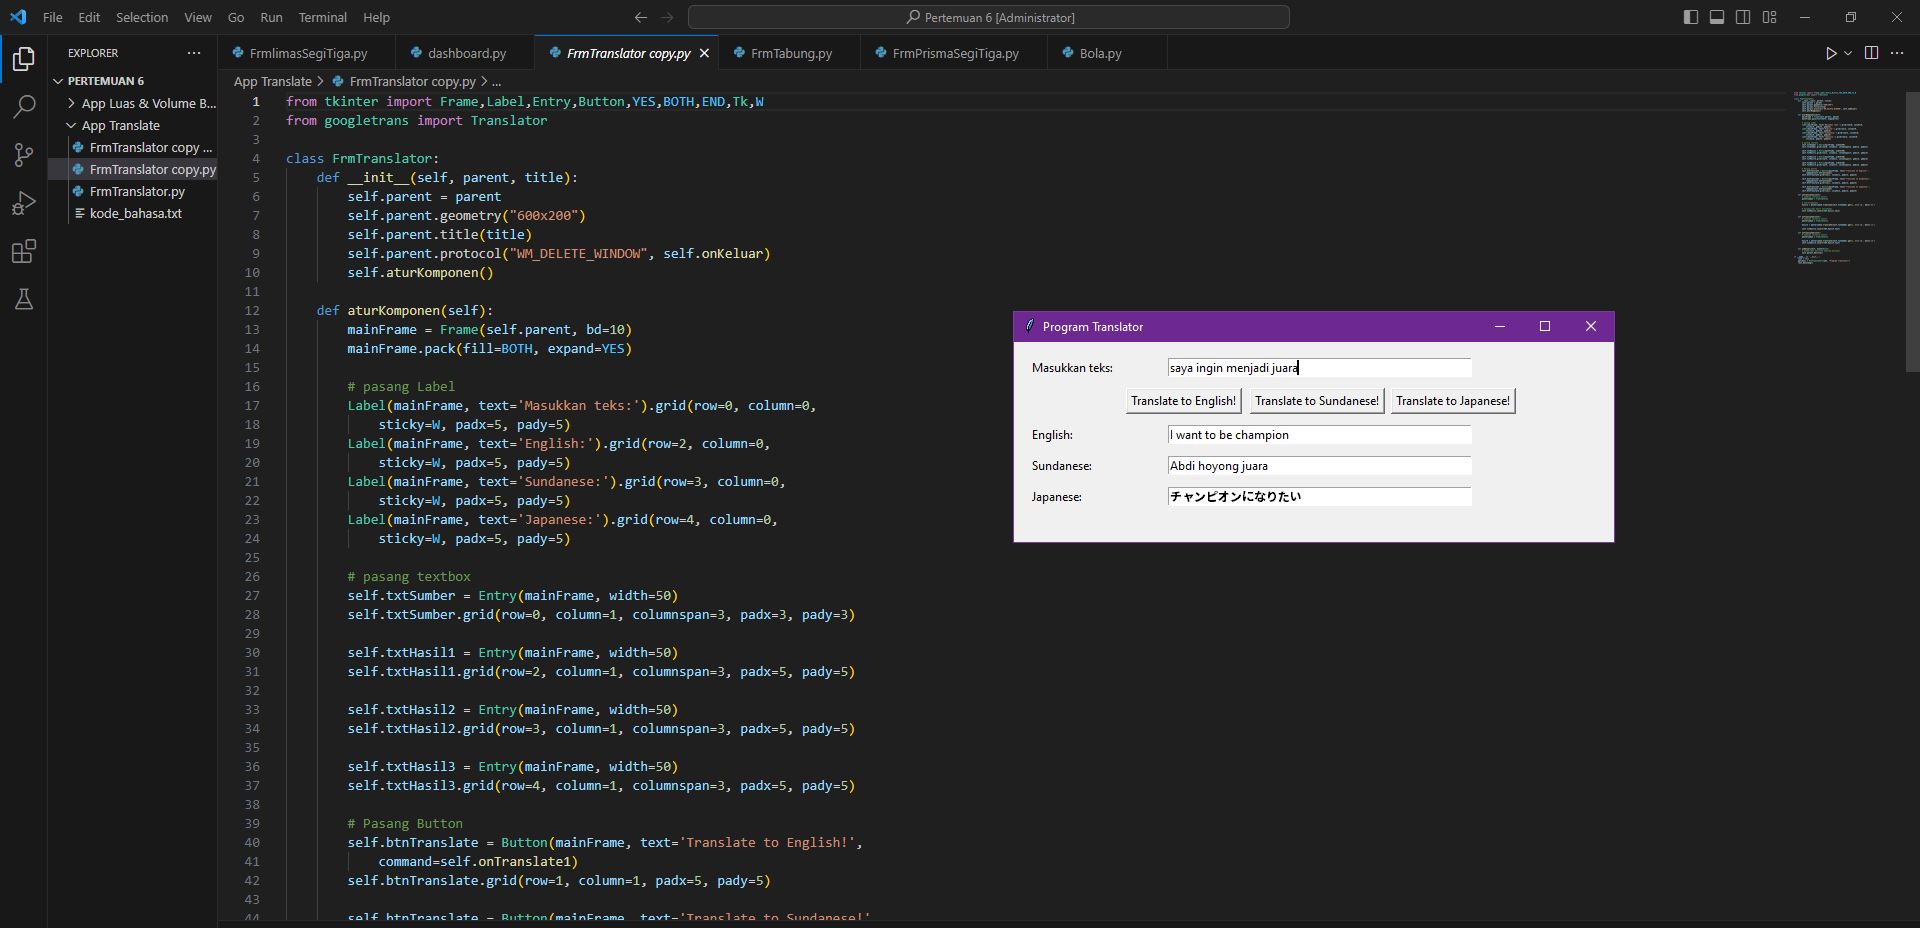 File Edit Selection View Go Run Terminal Help
Pertemuan 6 [Administrator]
EXPLORER
FrmlimasSegiTiga.py
dashboard.py
FrmTranslator copy.py
FrmTabung.py
FrmPrismaSegiTiga.py
Bola.py
PERTEMUAN 6
App Luas & Volume B...
App Translate
FrmTranslator copy ...
FrmTranslator copy.py
FrmTranslator.py
kode_bahasa.txt
App Translate > FrmTranslator copy.py > ...
1 from tkinter import Frame,Label,Entry,Button,YES,BOTH,END,Tk,W
2 from googletrans import Translator
3
4 class FrmTranslator:
5 def __init__(self, parent, title):
6 self.parent = parent
7 self.parent.geometry("600x200")
8 self.parent.title(title)
9 self.parent.protocol("WM_DELETE_WINDOW", self.onKeluar)
10 self.aturKomponen()
11
12 def aturKomponen(self):
13 mainFrame = Frame(self.parent, bd=10)
14 mainFrame.pack(fill=BOTH, expand=YES)
15
16 # pasang Label
17 Label(mainFrame, text='Masukkan teks:').grid(row=0, column=0,
18 sticky=W, padx=5, pady=5)
19 Label(mainFrame, text='English:').grid(row=2, column=0,
20 sticky=W, padx=5, pady=5)
21 Label(mainFrame, text='Sundanese:').grid(row=3, column=0,
22 sticky=W, padx=5, pady=5)
23 Label(mainFrame, text='Japanese:').grid(row=4, column=0,
24 sticky=W, padx=5, pady=5)
25
26 # pasang textbox
27 self.txtSumber = Entry(mainFrame, width=50)
28 self.txtSumber.grid(row=0, column=1, columnspan=3, padx=3, pady=3)
29
30 self.txtHasil1 = Entry(mainFrame, width=50)
31 self.txtHasil1.grid(row=2, column=1, columnspan=3, padx=5, pady=5)
32
33 self.txtHasil2 = Entry(mainFrame, width=50)
34 self.txtHasil2.grid(row=3, column=1, columnspan=3, padx=5, pady=5)
35
36 self.txtHasil3 = Entry(mainFrame, width=50)
37 self.txtHasil3.grid(row=4, column=1, columnspan=3, padx=5, pady=5)
38
39 # Pasang Button
40 self.btnTranslate = Button(mainFrame, text='Translate to English!',
41 command=self.onTranslate1)
42 self.btnTranslate.grid(row=1, column=1, padx=5, pady=5)
43
44 self.btnTranslate = Button(mainFrame, text='Translate to Sundanese!'
Program Translator
Masukkan teks: saya ingin menjadi juara
Translate to English! Translate to Sundanese! Translate to Japanese!
English: I want to be champion
Sundanese: Abdi hoyong juara
Japanese: チャンピオンになりたい